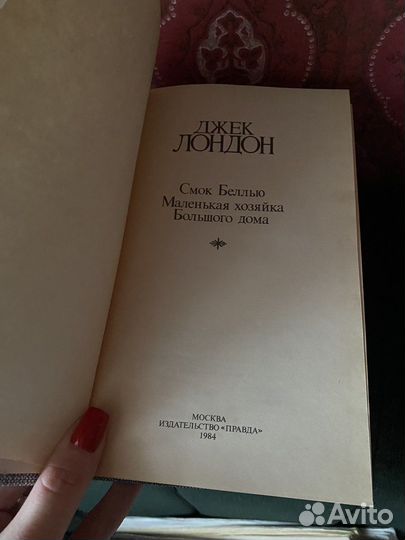 ДЖЕК
ЛОНДОН
Смок Беллью
Маленькая хозяйка
Большого дома
МОСКВА
ИЗДАТЕЛЬСТВО «ПРАВДА»
1984
Avito